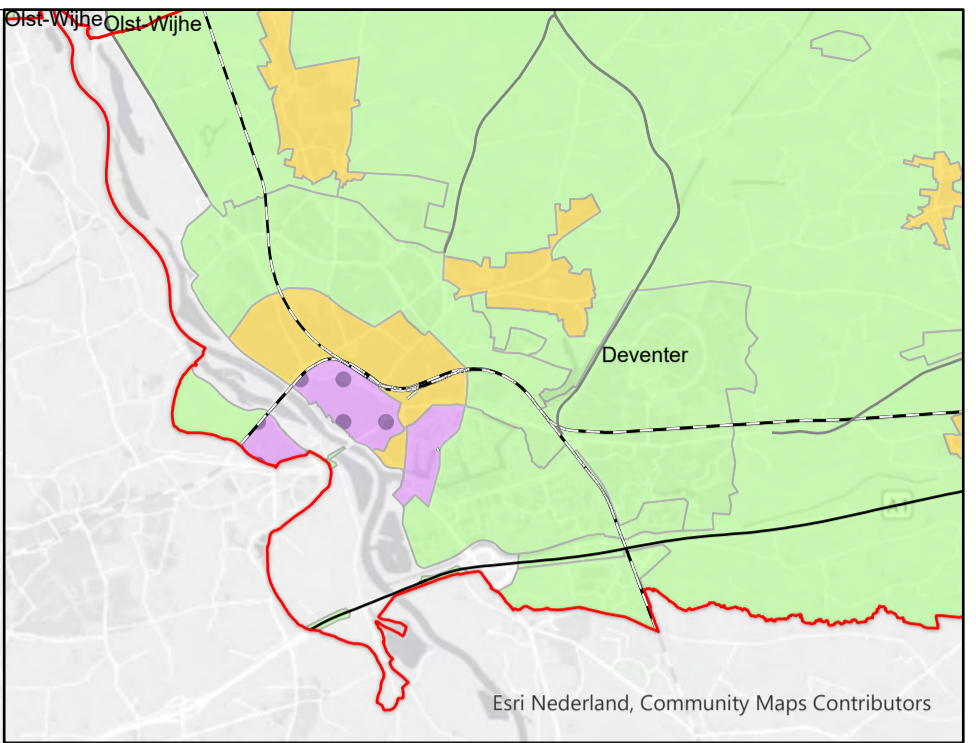 Olst-Wijhe
Olst-Wijhe
Deventer
A1
Esri Nederland, Community Maps Contributors